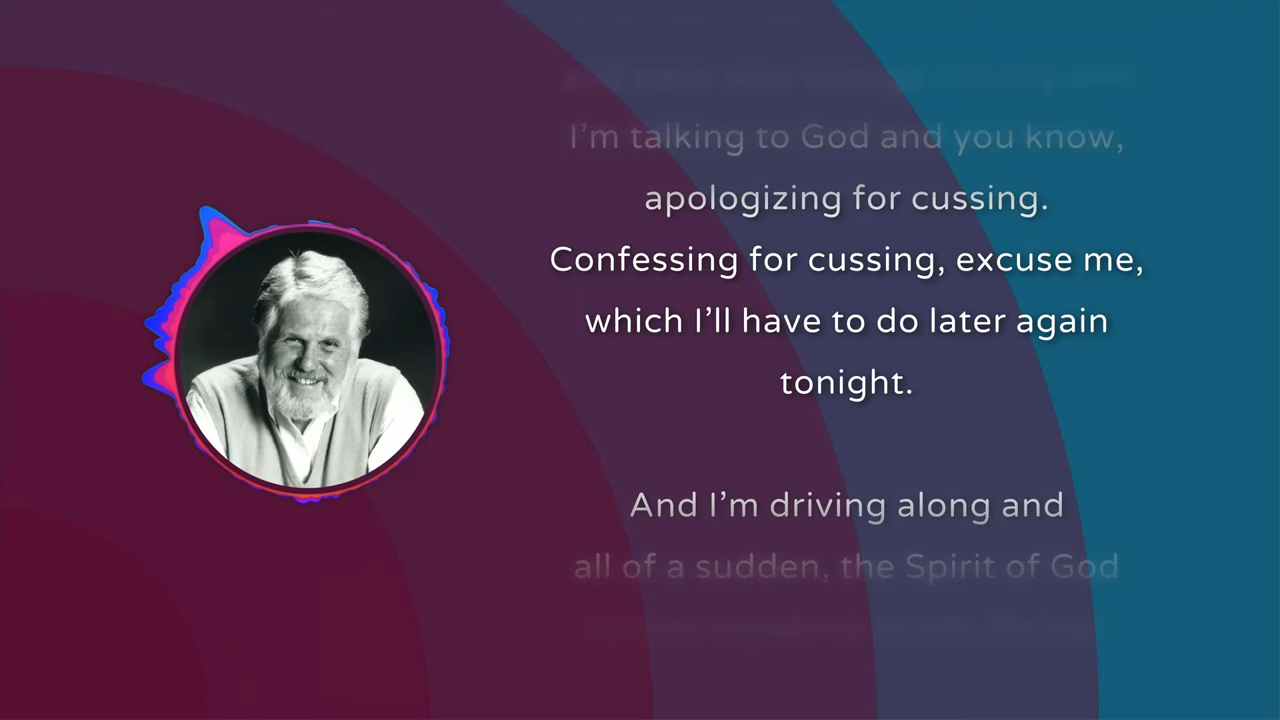 I’m talking to God and you know,
apologizing for cussing.
Confessing for cussing, excuse me,
which I’ll have to do later again
tonight.
And I’m driving along and
all of a sudden, the Spirit of God